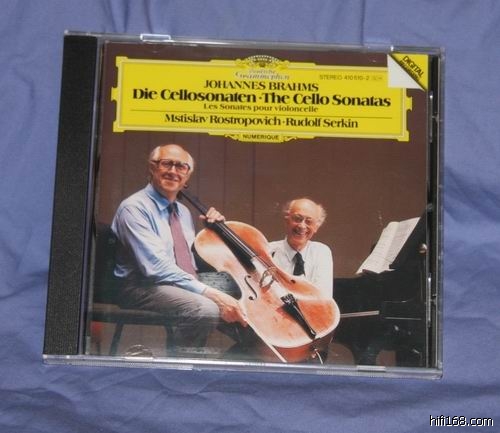 Deutsche
Grammophon
STEREO 410 510-2
JOHANNES BRAHMS
Die Cellosonaten · The Cello Sonatas
Les Sonates pour violoncelle
Mstislav Rostropovich · Rudolf Serkin
NUMERIQUE
DIGITAL
hifi168.com